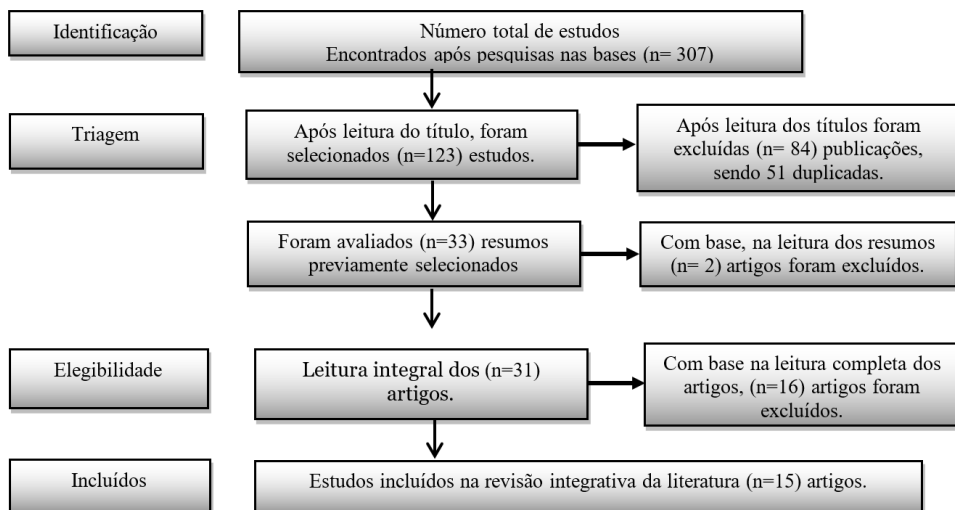 Identificação
Número total de estudos
Encontrados após pesquisas nas bases (n= 307)
Triagem
Após leitura do título, foram
selecionados (n=123) estudos.
Após leitura dos títulos foram
excluídas (n= 84) publicações,
sendo 51 duplicadas.
Foram avaliados (n=33) resumos
previamente selecionados
Com base, na leitura dos resumos
(n= 2) artigos foram excluídos.
Elegibilidade
Leitura integral dos (n=31)
artigos.
Com base na leitura completa dos
artigos, (n=16) artigos foram
excluídos.
Incluídos
Estudos incluídos na revisão integrativa da literatura (n=15) artigos.